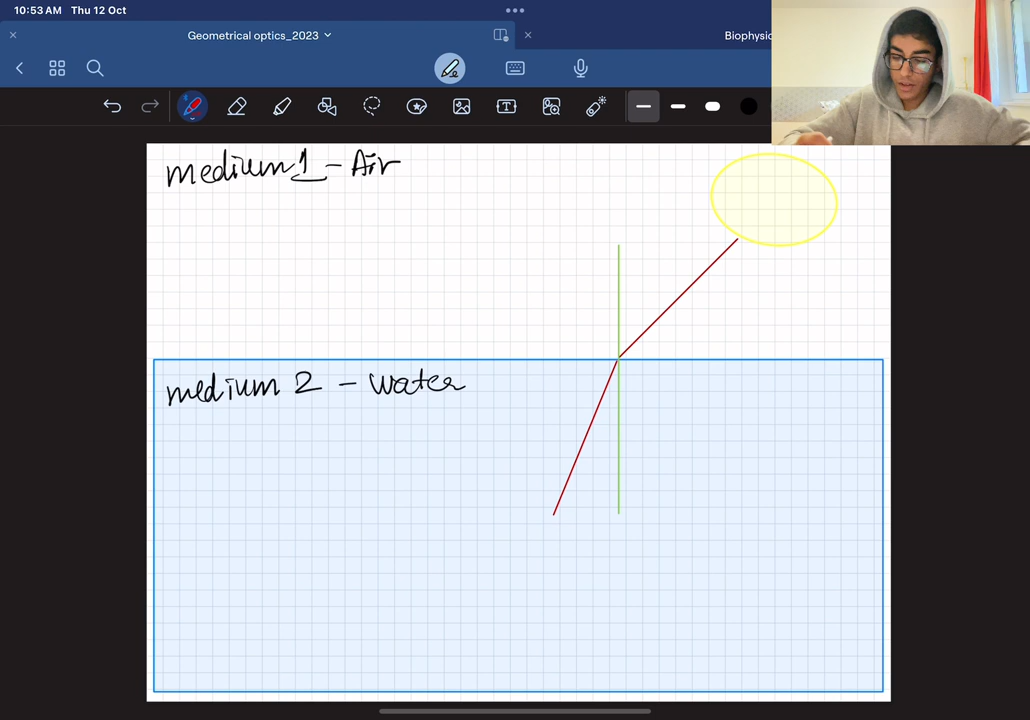 10:53 AM Thu 12 Oct
Geometrical optics_2023
Biophysic
medium 1 - Air
medium 2 - water